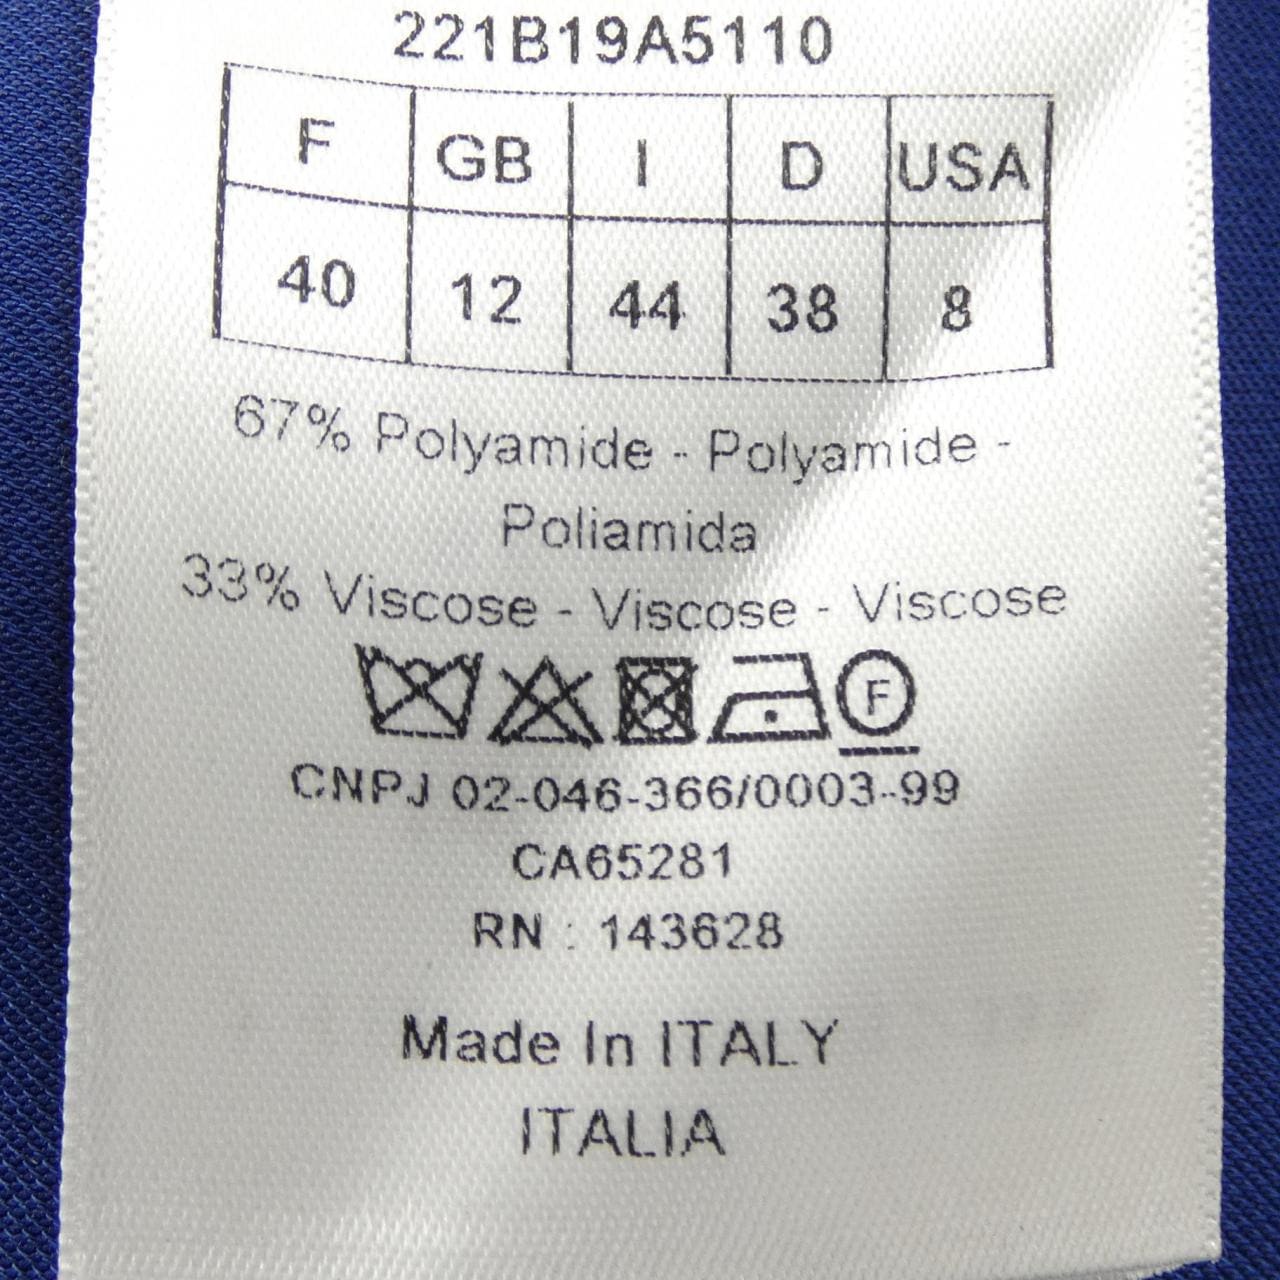 221B19A5110
F GB I D USA
40 12 44 38 8
67% Polyamide - Polyamide -
Poliamida
33% Viscose - Viscose - Viscose
F
CNPJ 02-046-366/0003-99
CA65281
RN : 143628
Made In ITALY
ITALIA